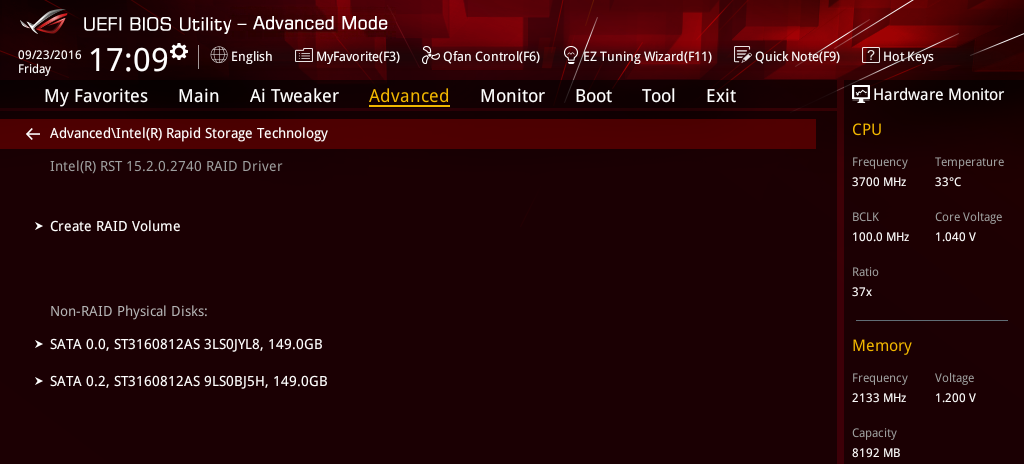 UEFI BIOS Utility – Advanced Mode
09/23/2016
Friday
17:09
English
MyFavorite(F3)
Qfan Control(F6)
EZ Tuning Wizard(F11)
Quick Note(F9)
? Hot Keys
My Favorites
Main
Ai Tweaker
Advanced
Monitor
Boot
Tool
Exit
Advanced\Intel(R) Rapid Storage Technology
Intel(R) RST 15.2.0.2740 RAID Driver
Create RAID Volume
Non-RAID Physical Disks:
SATA 0.0, ST3160812AS 3LS0JYL8, 149.0GB
SATA 0.2, ST3160812AS 9LS0BJ5H, 149.0GB
Hardware Monitor
CPU
Frequency Temperature
3700 MHz 33°C
BCLK Core Voltage
100.0 MHz 1.040 V
Ratio
37x
Memory
Frequency Voltage
2133 MHz 1.200 V
Capacity
8192 MB